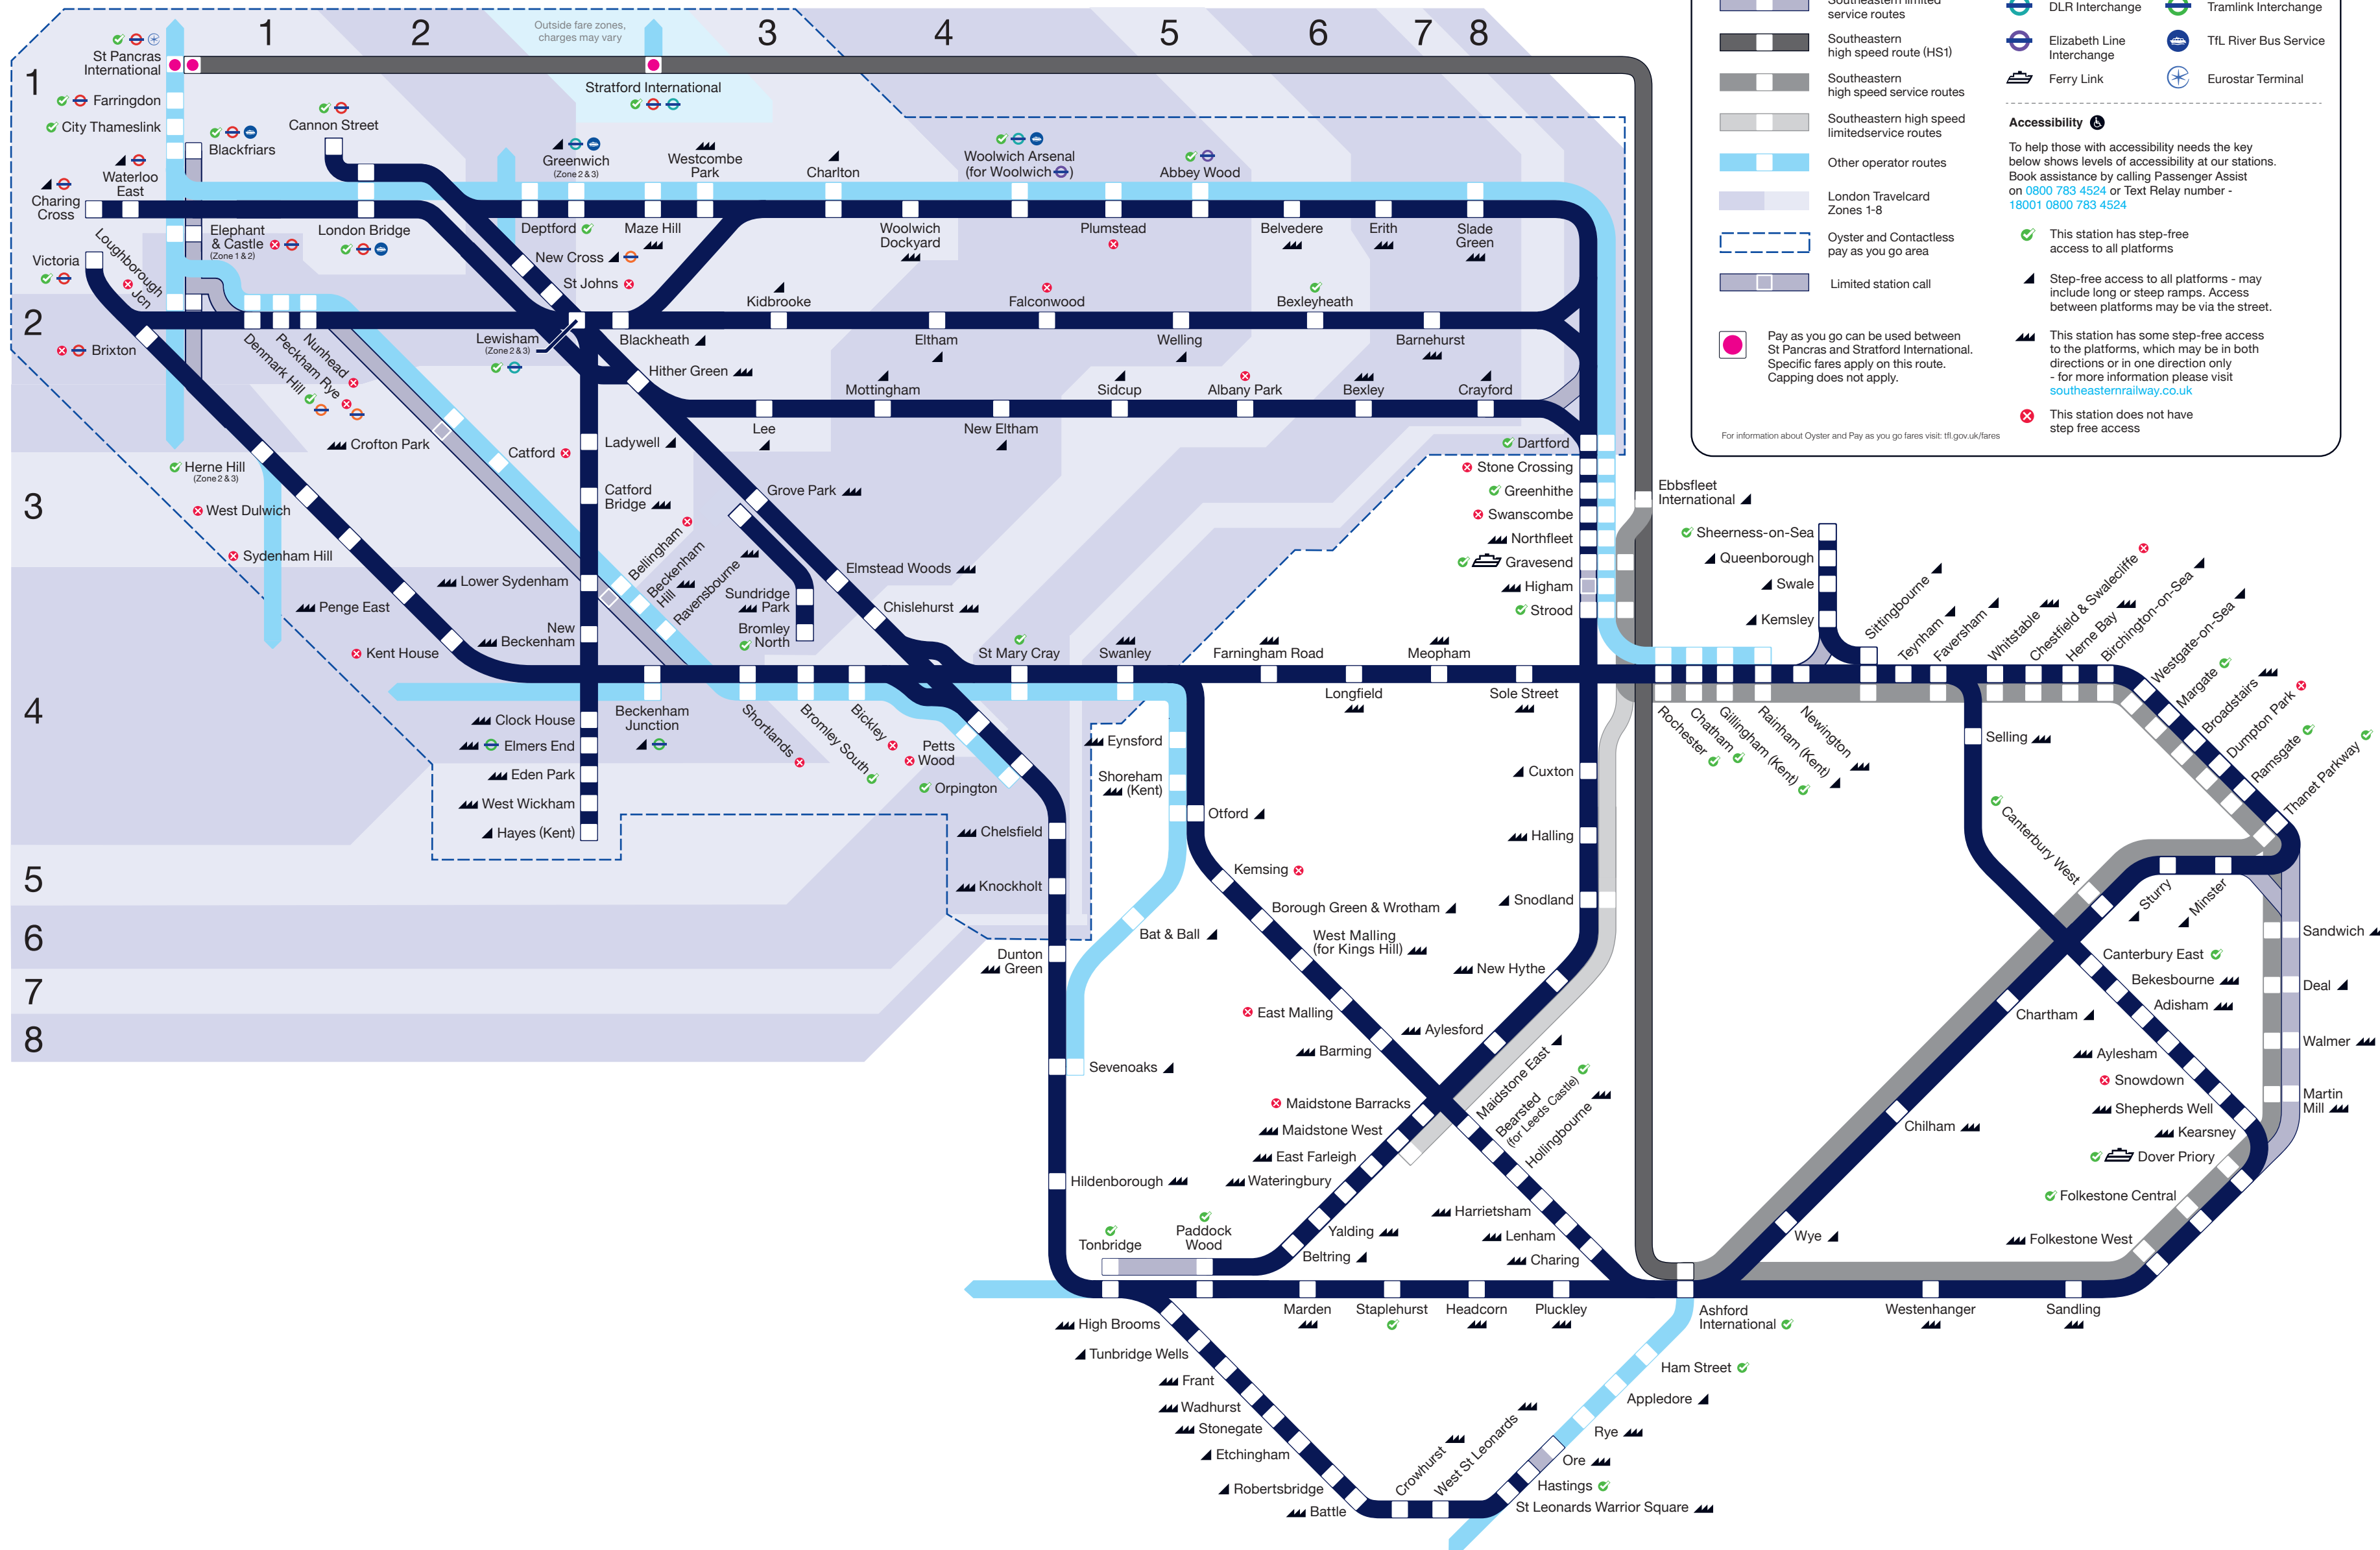 1
2
3
4
5
6
7
8
Outside fare zones,
charges may vary
St Pancras
International
Farringdon
City Thameslink
Blackfriars
Cannon Street
Stratford International
Waterloo
East
Charing
Cross
Elephant
& Castle
(Zone 1 & 2)
London Bridge
Greenwich
(Zone 2 & 3)
Westcombe
Park
Charlton
Woolwich Arsenal
(for Woolwich
)
Abbey Wood
Deptford
Maze Hill
Woolwich
Dockyard
Plumstead
Belvedere
Erith
Slade
Green
New Cross
St Johns
Victoria
Loughborough
Jcn
1
2
3
4
5
6
7
8
Brixton
Denmark Hill
Peckham Rye
Nunhead
Lewisham
(Zone 2 & 3)
Blackheath
Kidbrooke
Eltham
Falconwood
Welling
Bexleyheath
Barnehurst
Hither Green
Lee
Mottingham
New Eltham
Sidcup
Albany Park
Bexley
Crayford
Dartford
Stone Crossing
Greenhithe
Swanscombe
Northfleet
Gravesend
Higham
Strood
Crofton Park
Catford
Ladywell
Catford
Bridge
Grove Park
Herne Hill
(Zone 2 & 3)
West Dulwich
Sydenham Hill
Penge East
Kent House
Lower Sydenham
New
Beckenham
Bellingham
Beckenham
Hill
Ravensbourne
Sundridge
Park
Bromley
North
Elmstead Woods
Chislehurst
St Mary Cray
Swanley
Farningham Road
Longfield
Meopham
Sole Street
Clock House
Elmers End
Eden Park
West Wickham
Hayes (Kent)
Beckenham
Junction
Shortlands
Bromley South
Bickley
Petts
Wood
Orpington
Chelsfield
Knockholt
Dunton
Green
Sevenoaks
Hildenborough
Eynsford
Shoreham
(Kent)
Otford
Bat & Ball
Kemsing
Borough Green & Wrotham
West Malling
(for Kings Hill)
East Malling
Barming
Maidstone East
Bearsted
(for Leeds Castle)
Hollingbourne
Harrietsham
Lenham
Charing
Cuxton
Halling
Snodland
New Hythe
Aylesford
Maidstone Barracks
Maidstone West
East Farleigh
Wateringbury
Yalding
Beltring
Tonbridge
Paddock
Wood
Marden
Staplehurst
Headcorn
Pluckley
Ashford
International
Westenhanger
Sandling
High Brooms
Tunbridge Wells
Frant
Wadhurst
Stonegate
Etchingham
Robertsbridge
Battle
Crowhurst
West St Leonards
St Leonards Warrior Square
Hastings
Ore
Rye
Appledore
Ham Street
Ebbsfleet
International
Sheerness-on-Sea
Queenborough
Swale
Kemsley
Sittingbourne
Teynham
Faversham
Whitstable
Chestfield & Swalecliffe
Herne Bay
Birchington-on-Sea
Westgate-on-Sea
Margate
Broadstairs
Dumpton Park
Ramsgate
Thanet Parkway
Rochester
Chatham
Gillingham (Kent)
Rainham (Kent)
Newington
Selling
Canterbury West
Sturry
Minster
Canterbury East
Bekesbourne
Adisham
Aylesham
Snowdown
Shepherds Well
Kearsney
Dover Priory
Folkestone Central
Folkestone West
Sandwich
Deal
Walmer
Martin
Mill
Chartham
Chilham
Wye
Southeastern limited
service routes
Southeastern
high speed route (HS1)
Southeastern
high speed service routes
Southeastern high speed
limitedservice routes
Other operator routes
London Travelcard
Zones 1-8
Oyster and Contactless
pay as you go area
Limited station call
Pay as you go can be used between
St Pancras and Stratford International.
Specific fares apply on this route.
Capping does not apply.
For information about Oyster and Pay as you go fares visit: tfl.gov.uk/fares
DLR Interchange
Tramlink Interchange
Elizabeth Line
Interchange
TfL River Bus Service
Ferry Link
Eurostar Terminal
Accessibility
To help those with accessibility needs the key
below shows levels of accessibility at our stations.
Book assistance by calling Passenger Assist
on 0800 783 4524 or Text Relay number -
18001 0800 783 4524
This station has step-free
access to all platforms
Step-free access to all platforms - may
include long or steep ramps. Access
between platforms may be via the street.
This station has some step-free access
to the platforms, which may be in both
directions or in one direction only
- for more information please visit
southeasternrailway.co.uk
This station does not have
step free access